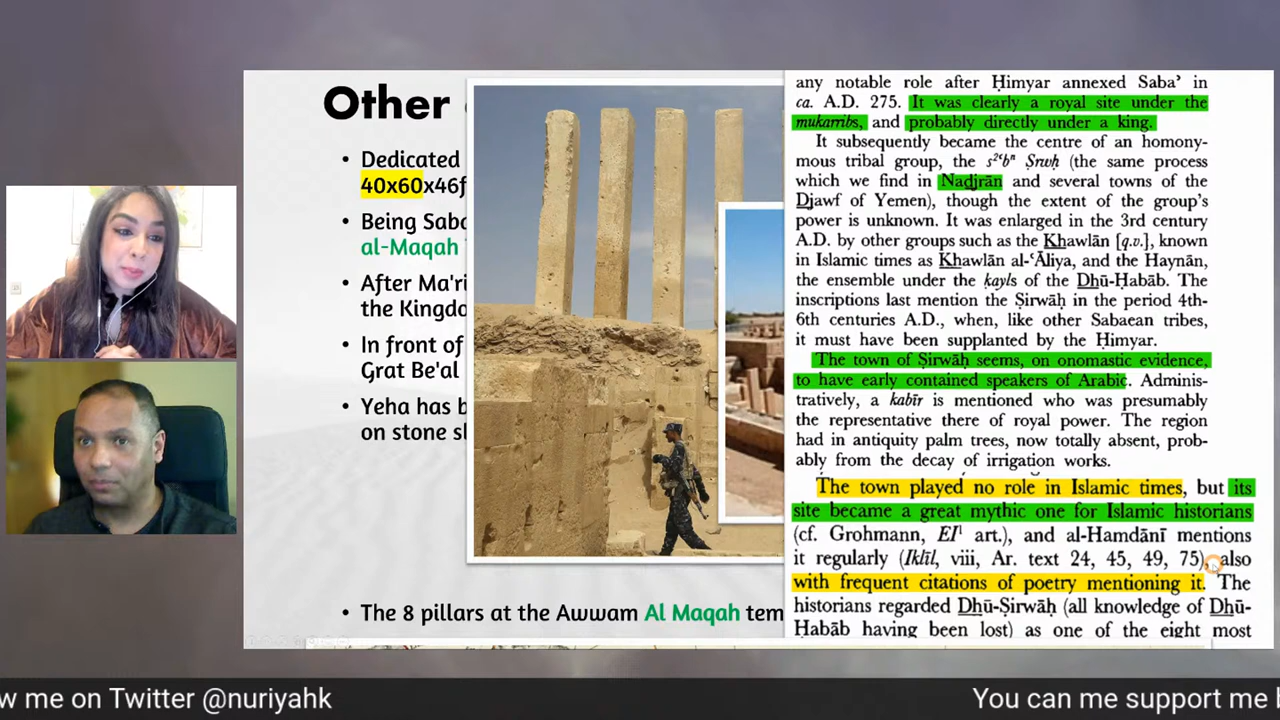 Other
• Dedicated
40x60x46f
• Being Saba
al-Maqah
• After Ma'ri
the Kingdo
• In front of
Grat Be'al
• Yeha has b
on stone sl
• The 8 pillars at the Awwam Al Maqah tem
any notable role after Ḥimyar annexed Sabaʾ in
ca. A.D. 275. It was clearly a royal site under the
mukarribs, and probably directly under a king.
It subsequently became the centre of an homony-
mous tribal group, the s²ʿbⁿ Ṣrwḥ (the same process
which we find in Nadjrān and several towns of the
Djawf of Yemen), though the extent of the group's
power is unknown. It was enlarged in the 3rd century
A.D. by other groups such as the Khawlān [q.v.], known
in Islamic times as Khawlān al-ʿĀliya, and the Haynān,
the ensemble under the ḳayls of the Dhū-Ḥabāb. The
inscriptions last mention the Ṣirwāḥ in the period 4th-
6th centuries A.D., when, like other Sabaean tribes,
it must have been supplanted by the Ḥimyar.
The town of Ṣirwāḥ seems, on onomastic evidence,
to have early contained speakers of Arabic. Adminis-
tratively, a kabīr is mentioned who was presumably
the representative there of royal power. The region
had in antiquity palm trees, now totally absent, prob-
ably from the decay of irrigation works.
The town played no role in Islamic times, but its
site became a great mythic one for Islamic historians
(cf. Grohmann, EI¹ art.), and al-Hamdānī mentions
it regularly (Iklīl, viii, Ar. text 24, 45, 49, 75), also
with frequent citations of poetry mentioning it. The
historians regarded Dhū-Ṣirwāḥ (all knowledge of Dhū-
Ḥabāb having been lost) as one of the eight most
w me on Twitter @nuriyahk
You can me support me b